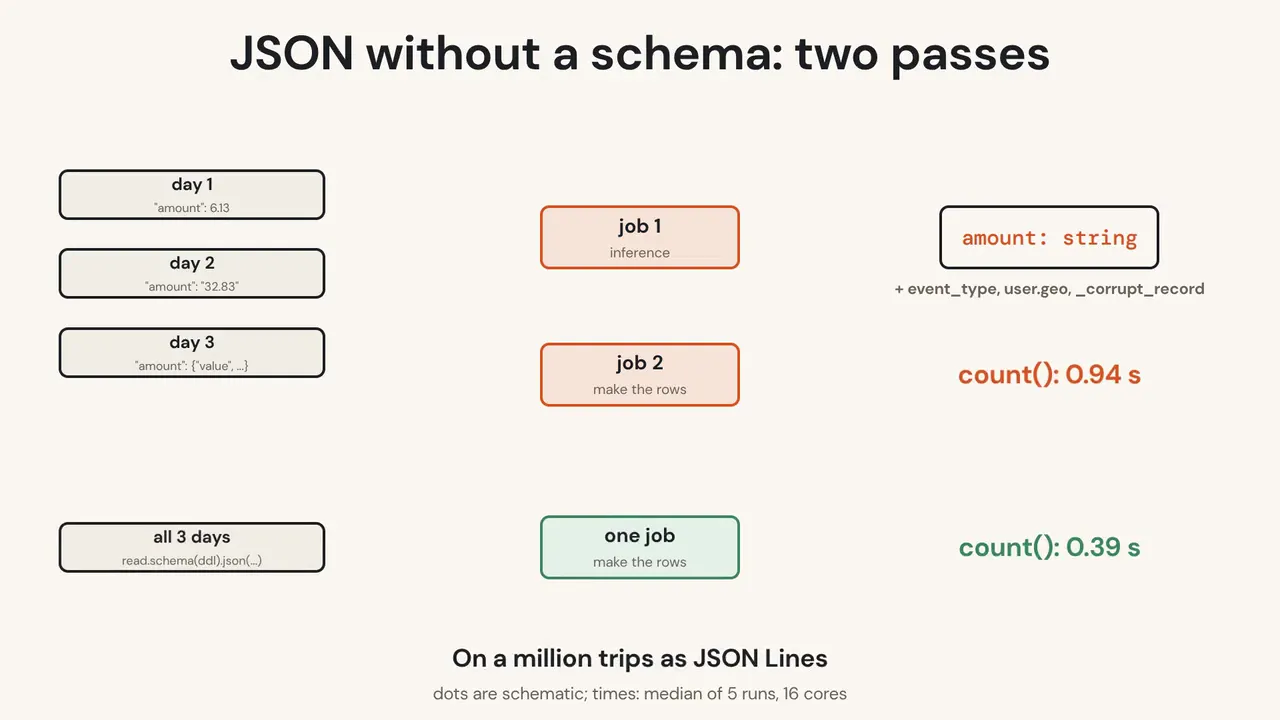 JSON without a schema: two passes
day 1
"amount": 6.13
day 2
"amount": "32.83"
day 3
"amount": {"value", …}
job 1
inference
amount: string
+ event_type, user.geo, _corrupt_record
job 2
make the rows
count(): 0.94 s
all 3 days
read.schema(ddl).json(…)
one job
make the rows
count(): 0.39 s
On a million trips as JSON Lines
dots are schematic; times: median of 5 runs, 16 cores